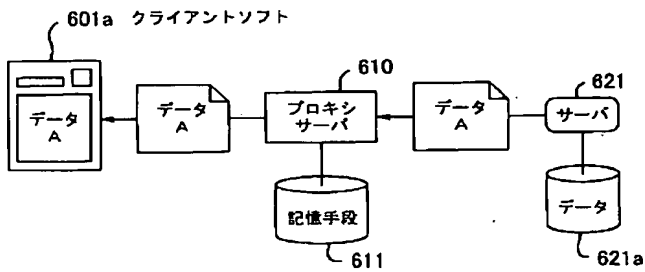 601a クライアントソフト
データ
A
データ
A
610
プロキシ
サーバ
記憶手段
611
データ
A
621
サーバ
データ
621a